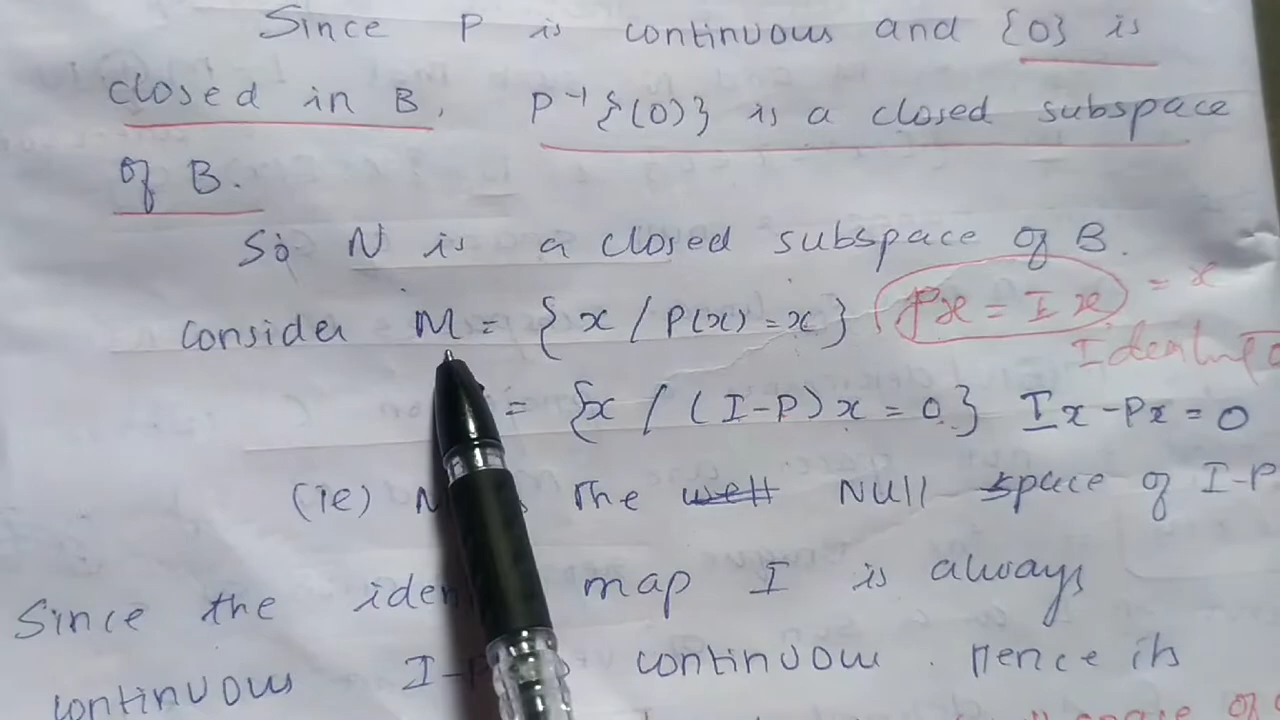 Since P is continuous and {0} is
closed in B, P⁻¹{(0)} is a closed subspace
of B.
So N is a closed subspace of B.
Consider M = {x / P(x) = x} Px = Ix = x
= {x / (I-P)x = 0} Ix - Px = 0
(ie) the Null space of I-P
Since the map I is always
continuous continuous. Hence its